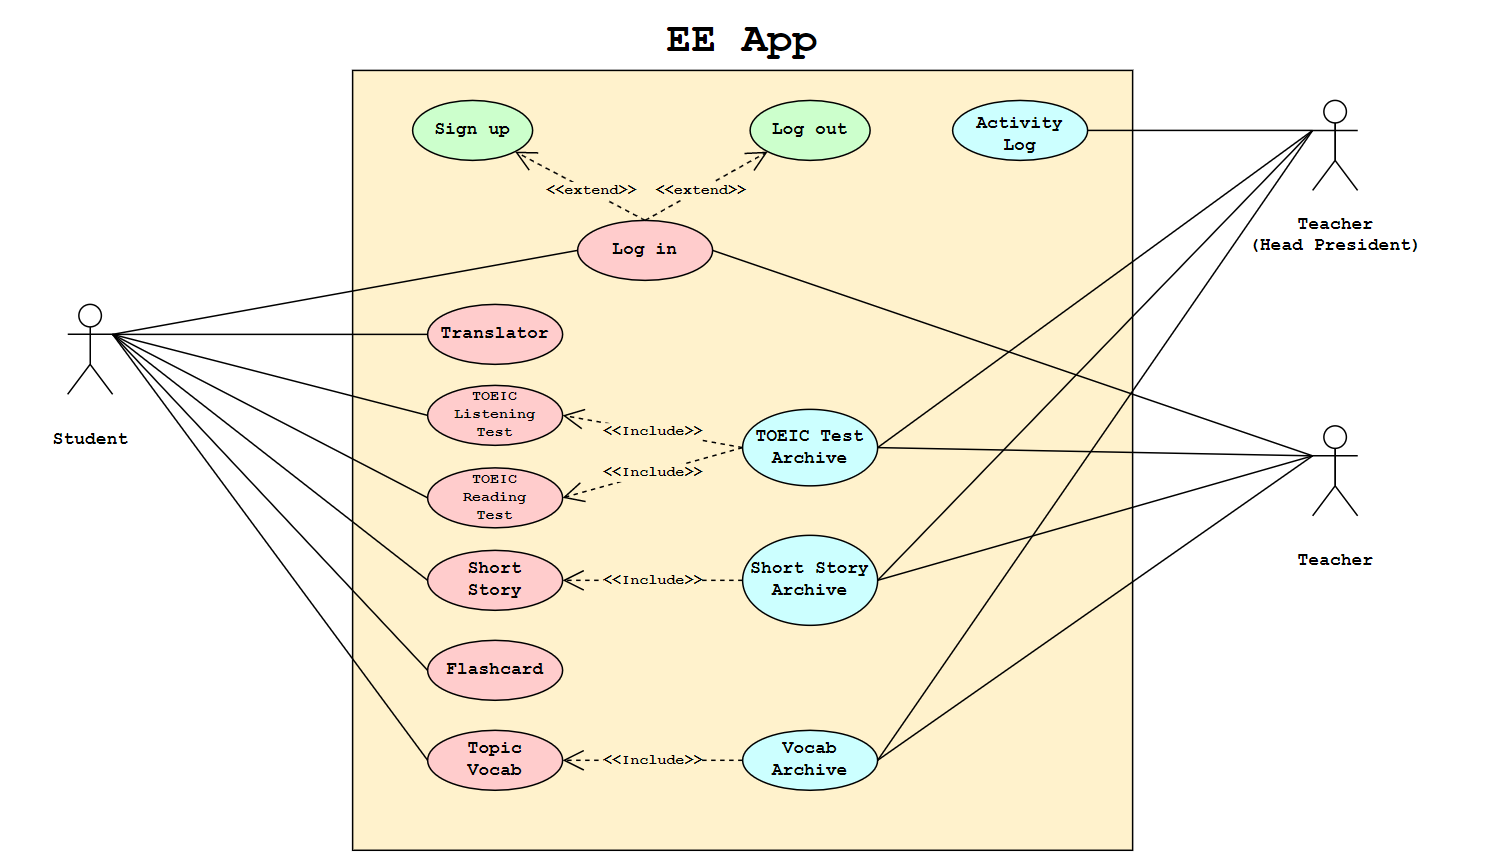 EE App
Sign up
Log out
Activity
Log
<<extend>>
<<extend>>
Log in
Teacher
(Head President)
Translator
Student
TOEIC
Listening
Test
<<Include>>
TOEIC Test
Archive
<<Include>>
TOEIC
Reading
Test
Short
Story
<<Include>>
Short Story
Archive
Teacher
Flashcard
Topic
Vocab
<<Include>>
Vocab
Archive